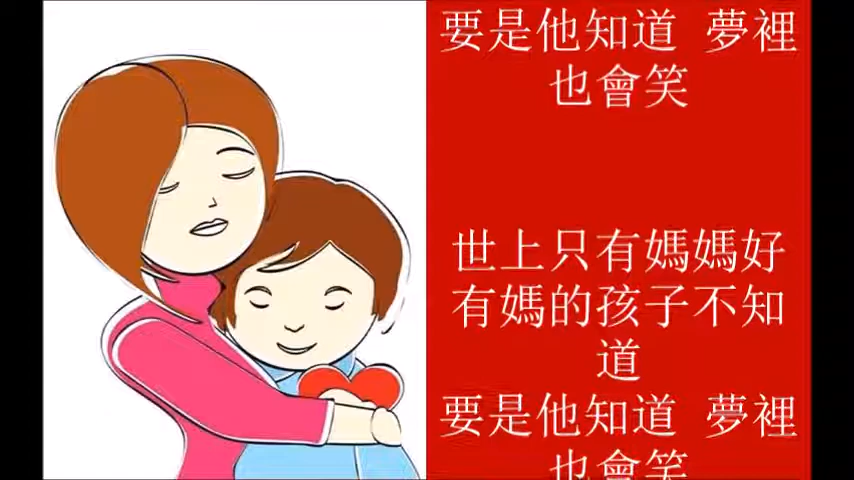 要是他知道 夢裡
也會笑
世上只有媽媽好
有媽的孩子不知
道
要是他知道 夢裡
也會笑